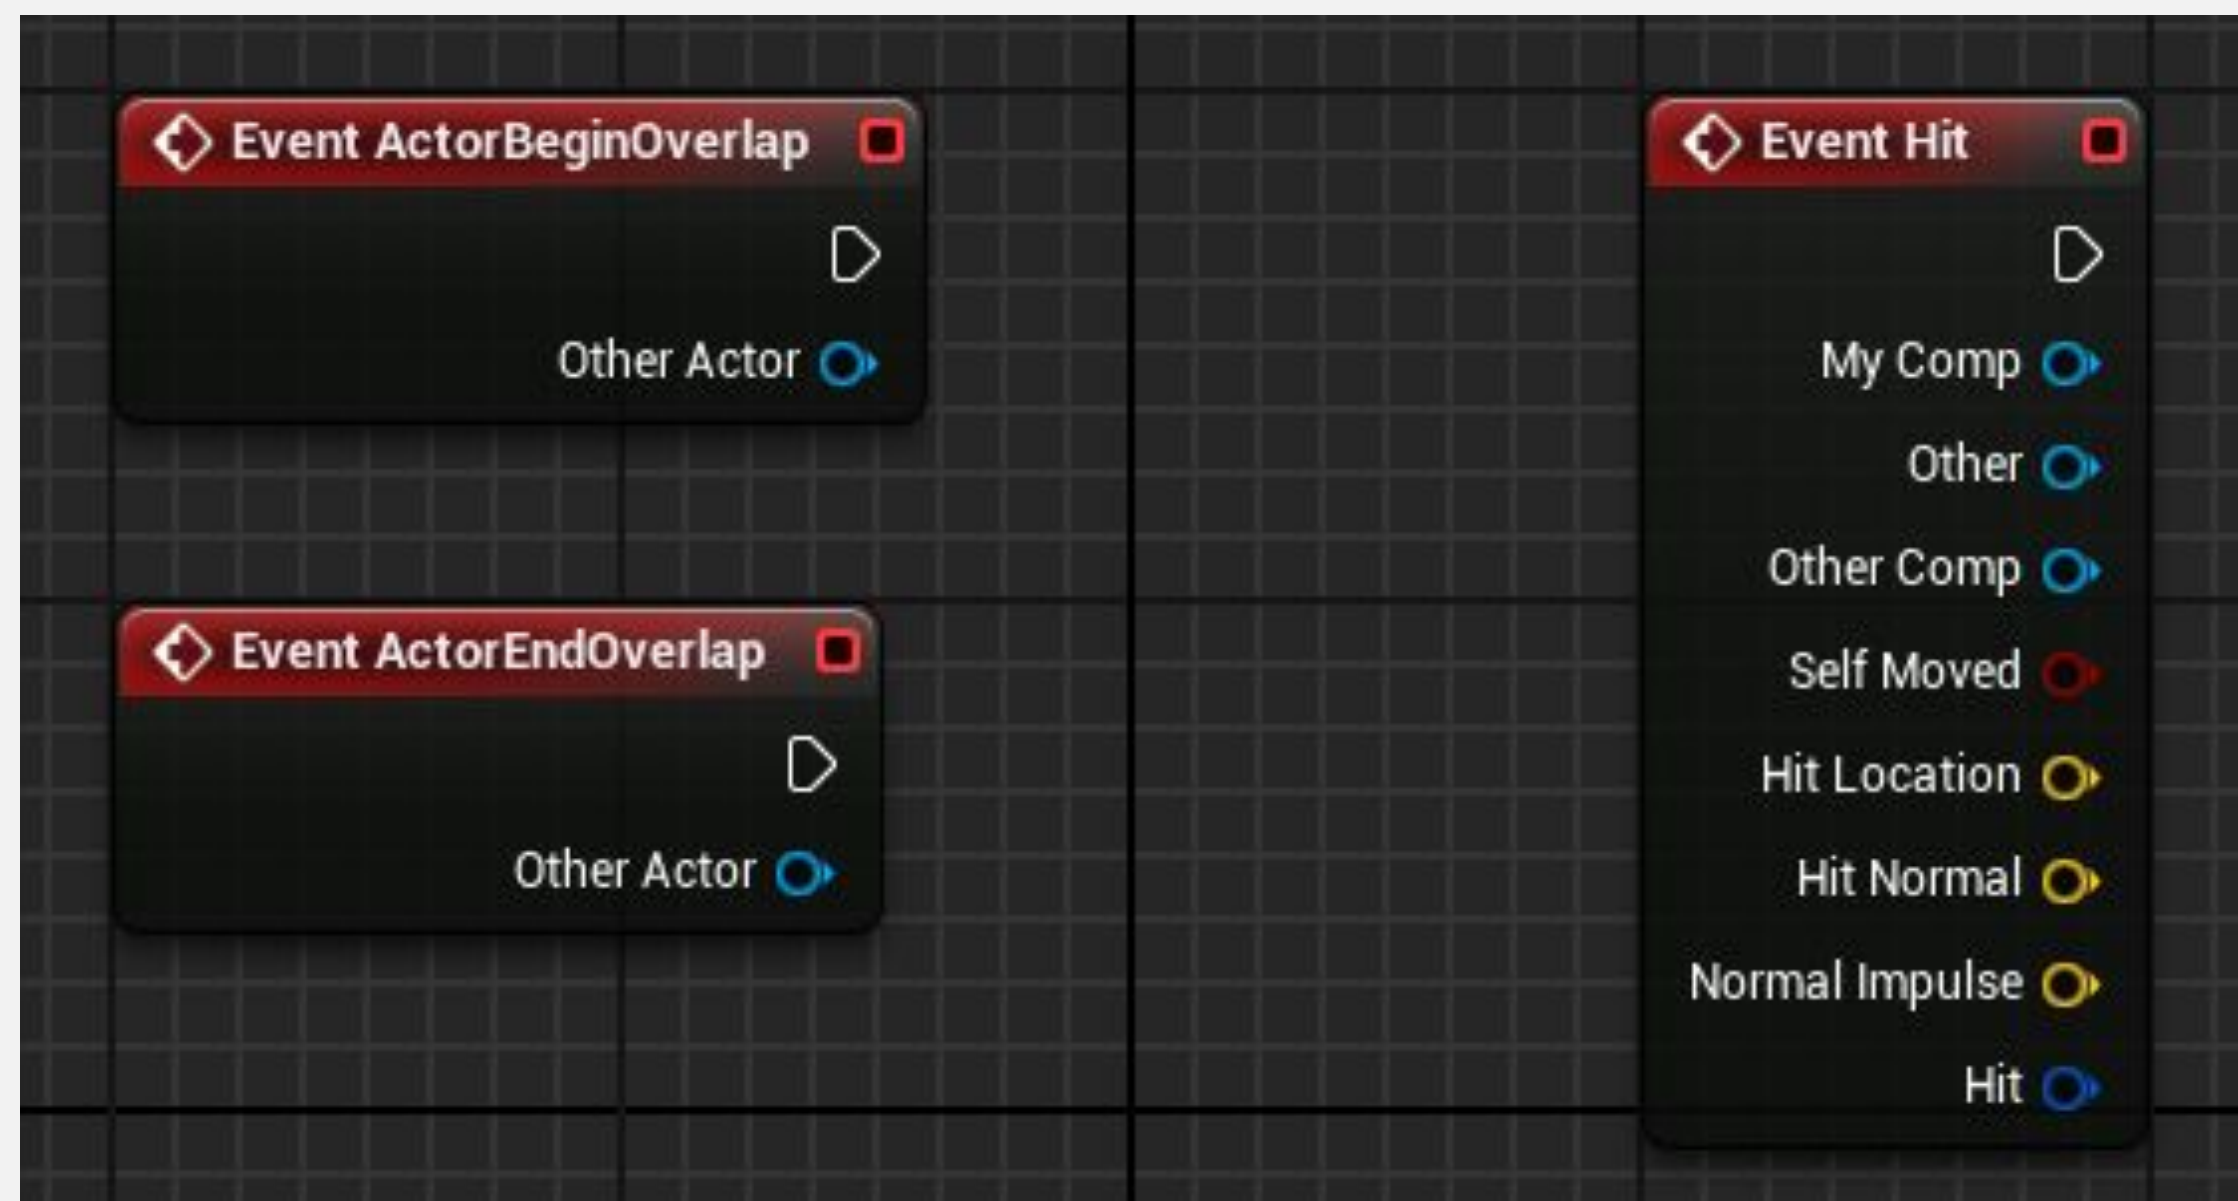 Event ActorBeginOverlap
Other Actor
Event ActorEndOverlap
Other Actor
Event Hit
My Comp
Other
Other Comp
Self Moved
Hit Location
Hit Normal
Normal Impulse
Hit